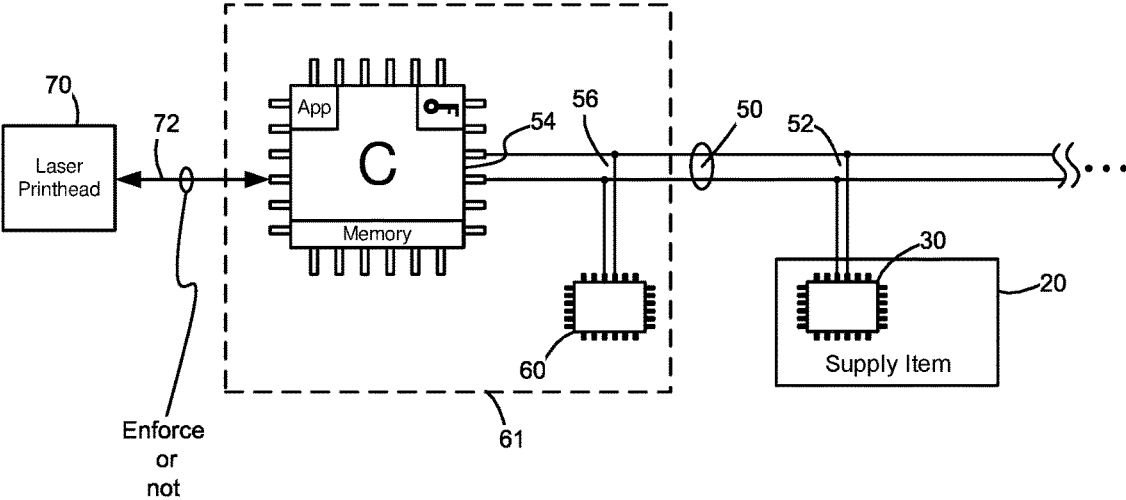 70
Laser
Printhead
72
Enforce
or
not
App
C
Memory
54
56
60
61
50
52
30
20
Supply Item